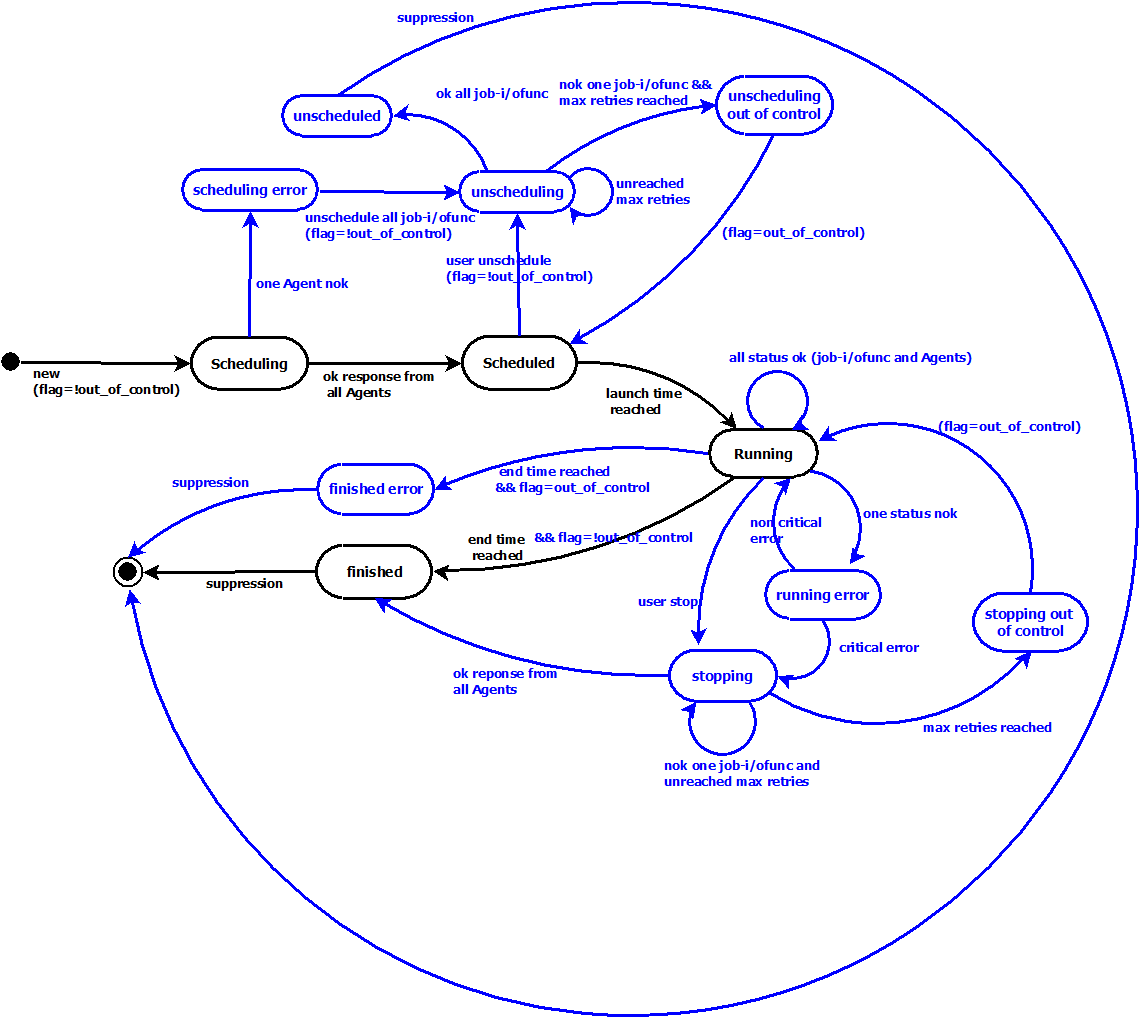 suppression
nok one job-i/ofunc &&
max retries reached
ok all job-i/ofunc
unscheduling
out of control
unscheduled
scheduling error
unscheduling
unreached
max retries
unschedule all job-i/ofunc
(flag=!out_of_control)
(flag=out_of_control)
user unschedule
(flag=!out_of_control)
one Agent nok
Scheduling
Scheduled
new
(flag=!out_of_control)
ok response from
all Agents
all status ok (job-i/ofunc and Agents)
launch time
reached
(flag=out_of_control)
Running
end time reached
&& flag=out_of_control
suppression
finished error
one status nok
non critical
error
end time
reached
&& flag=!out_of_control
finished
suppression
running error
user stop
stopping out
of control
critical error
ok reponse from
all Agents
stopping
max retries reached
nok one job-i/ofunc and
unreached max retries